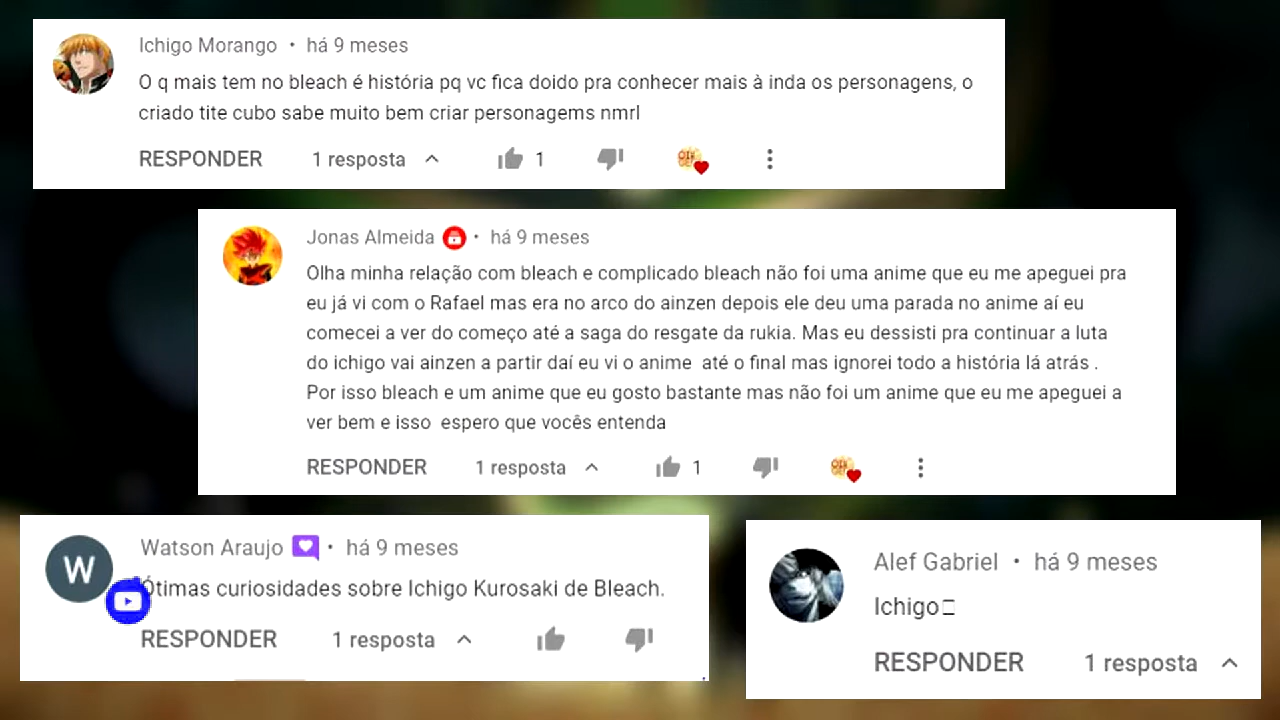 Ichigo Morango • há 9 meses
O q mais tem no bleach é história pq vc fica doido pra conhecer mais à inda os personagens, o
criado tite cubo sabe muito bem criar personagems nmrl
RESPONDER 1 resposta 1
Jonas Almeida • há 9 meses
Olha minha relação com bleach e complicado bleach não foi uma anime que eu me apeguei pra
eu já vi com o Rafael mas era no arco do ainzen depois ele deu uma parada no anime aí eu
comecei a ver do começo até a saga do resgate da rukia. Mas eu dessisti pra continuar a luta
do ichigo vai ainzen a partir daí eu vi o anime até o final mas ignorei todo a história lá atrás .
Por isso bleach e um anime que eu gosto bastante mas não foi um anime que eu me apeguei a
ver bem e isso espero que vocês entenda
RESPONDER 1 resposta 1
W
Watson Araujo • há 9 meses
Ótimas curiosidades sobre Ichigo Kurosaki de Bleach.
RESPONDER 1 resposta
Alef Gabriel • há 9 meses
Ichigo
RESPONDER 1 resposta